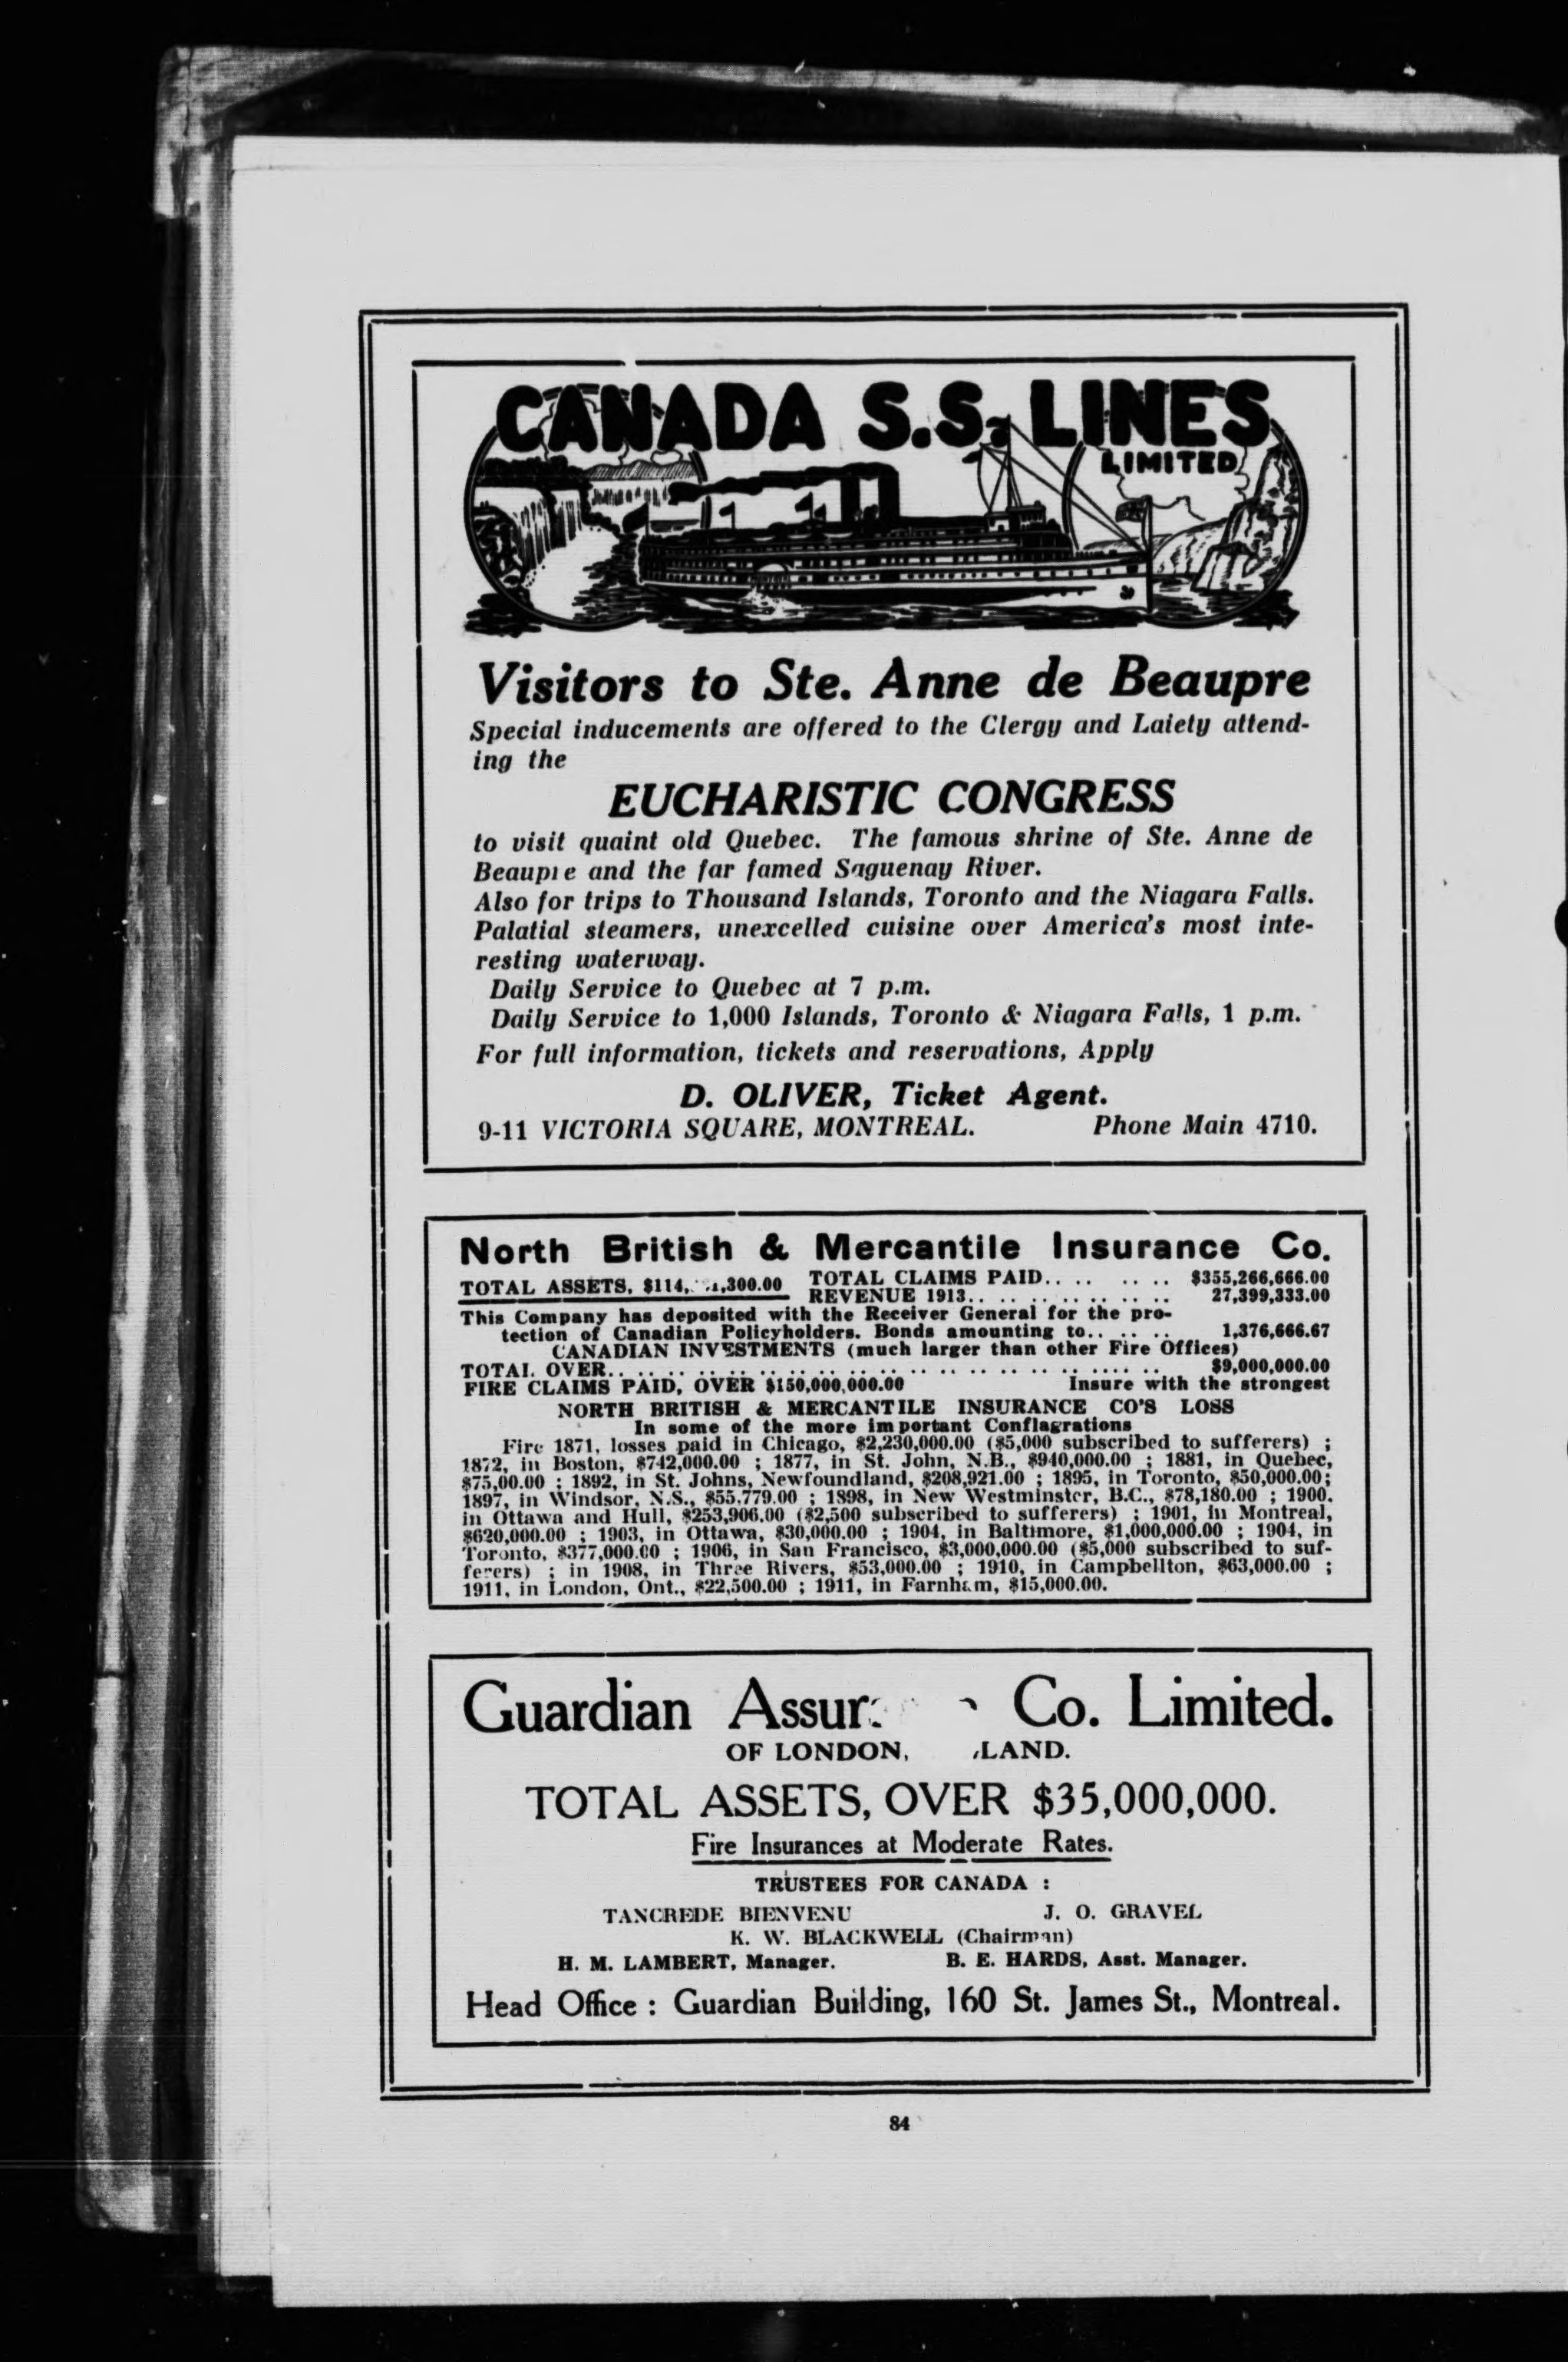 CANADA S.S. LINES
LIMITED
Visitors to Ste. Anne de Beaupre
Special inducements are offered to the Clergy and Laiety attend-
ing the
EUCHARISTIC CONGRESS
to visit quaint old Quebec. The famous shrine of Ste. Anne de
Beaupre and the far famed Saguenay River.
Also for trips to Thousand Islands, Toronto and the Niagara Falls.
Palatial steamers, unexcelled cuisine over America's most inte-
resting waterway.
Daily Service to Quebec at 7 p.m.
Daily Service to 1,000 Islands, Toronto & Niagara Falls, 1 p.m.
For full information, tickets and reservations, Apply
D. OLIVER, Ticket Agent.
9-11 VICTORIA SQUARE, MONTREAL. Phone Main 4710.
North British & Mercantile Insurance Co.
TOTAL ASSETS, TOTAL CLAIMS PAID.. .. .. .. .. $355,266,666.00
REVENUE 1913.. .. .. .. .. .. .. 27,399,333.00
This Company has deposited with the Receiver General for the pro-
tection of Canadian Policyholders. Bonds amounting to.. .. .. 1,376,666.67
CANADIAN INVESTMENTS (much larger than other Fire Offices)
TOTAL OVER.. .. .. .. .. .. .. .. .. .. .. .. .. .. .. .. .. $9,000,000.00
FIRE CLAIMS PAID, OVER $150,000,000.00 Insure with the strongest
NORTH BRITISH & MERCANTILE INSURANCE CO'S LOSS
In some of the more important Conflagrations
Fire 1871, losses paid in Chicago, $2,230,000.00 ($5,000 subscribed to sufferers) ;
1872, in Boston, $742,000.00 ; 1877, in St. John, N.B., $940,000.00 ; 1881, in Quebec,
$75,00.00 ; 1892, in St. Johns, Newfoundland, $208,921.00 ; 1895, in Toronto, $50,000.00;
1897, in Windsor, N.S., $55,779.00 ; 1898, in New Westminster, B.C., $78,180.00 ; 1900,
in Ottawa and Hull, $253,906.00 ($2,500 subscribed to sufferers) ; 1901, in Montreal,
$620,000.00 ; 1903, in Ottawa, $30,000.00 ; 1904, in Baltimore, $1,000,000.00 ; 1904, in
Toronto, $377,000.00 ; 1906, in San Francisco, $3,000,000.00 ($5,000 subscribed to suf-
ferers) ; in 1908, in Three Rivers, $53,000.00 ; 1910, in Campbellton, $63,000.00 ;
1911, in London, Ont., $22,500.00 ; 1911, in Farnham, $15,000.00.
Guardian Co. Limited.
OF LONDON,
TOTAL ASSETS, OVER $35,000,000.
Fire Insurances at Moderate Rates.
TRUSTEES FOR CANADA :
TANCREDE BIENVENU J. O. GRAVEL
K. W. BLACKWELL (Chairman)
H. M. LAMBERT, Manager. B. E. HARDS, Asst. Manager.
Head Office : Guardian Building, 160 St. James St., Montreal.
84